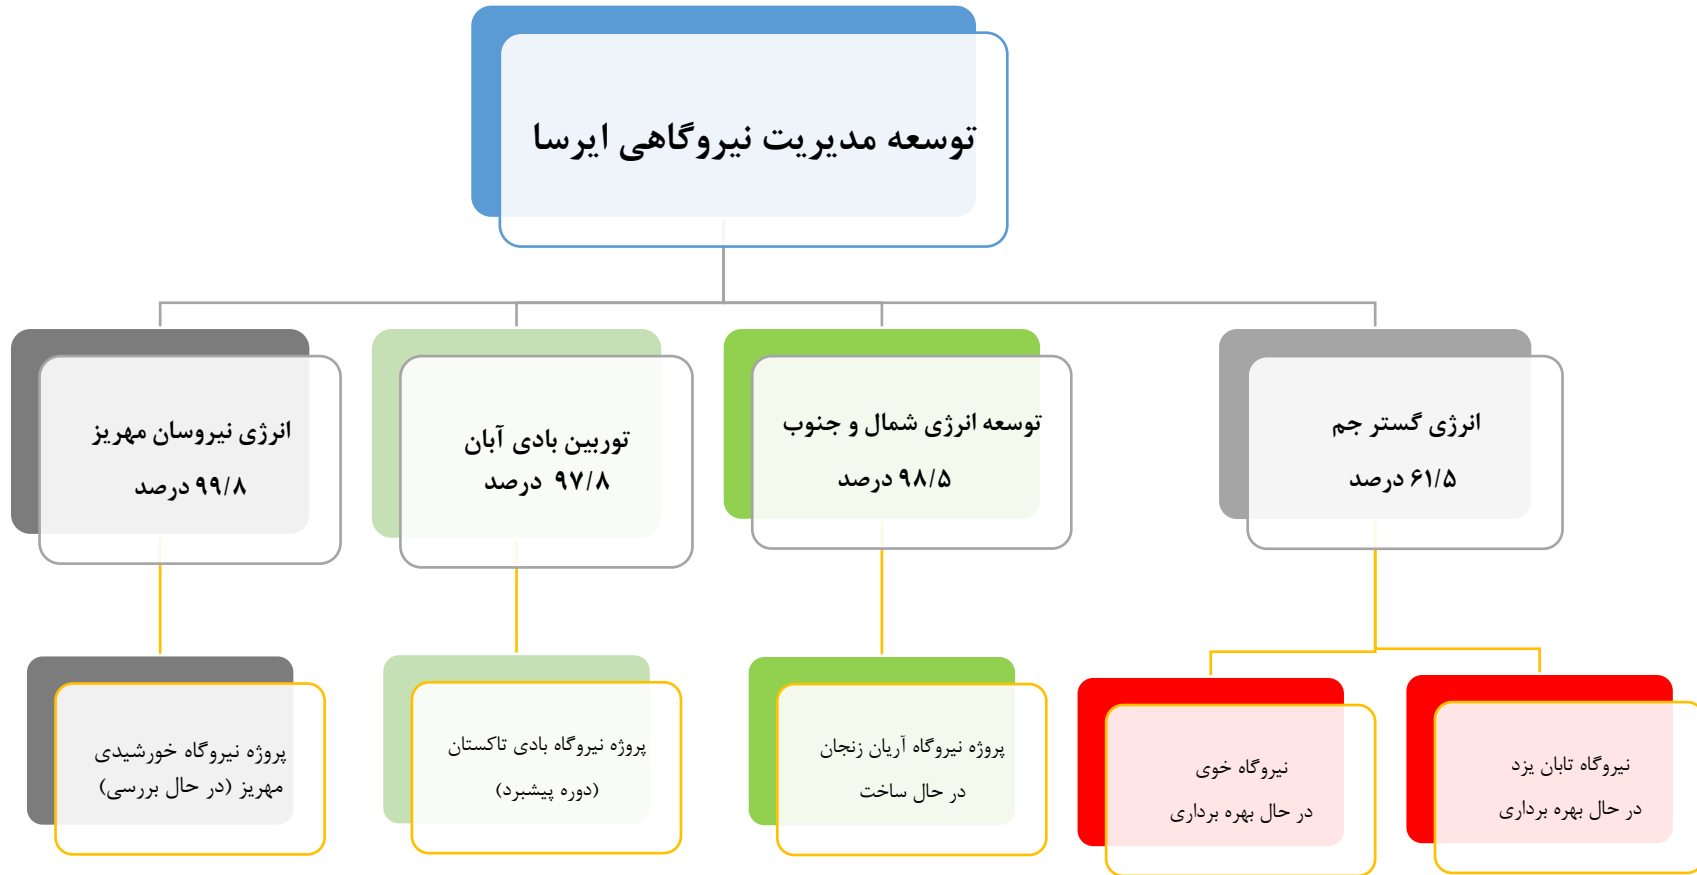 توسعه مدیریت نیروگاهی ایرسا
انرژی گستر جم
۶۱/۵ درصد
توسعه انرژی شمال و جنوب
۹۸/۵ درصد
توربین بادی آبان
۹۷/۸ درصد
انرژی نیروسان مهریز
۹۹/۸ درصد
نیروگاه تابان یزد
در حال بهره برداری
نیروگاه خوی
در حال بهره برداری
پروژه نیروگاه آریان زنجان
در حال ساخت
پروژه نیروگاه بادی تاکستان
(دوره پیشبرد)
پروژه نیروگاه خورشیدی
مهریز (در حال بررسی)